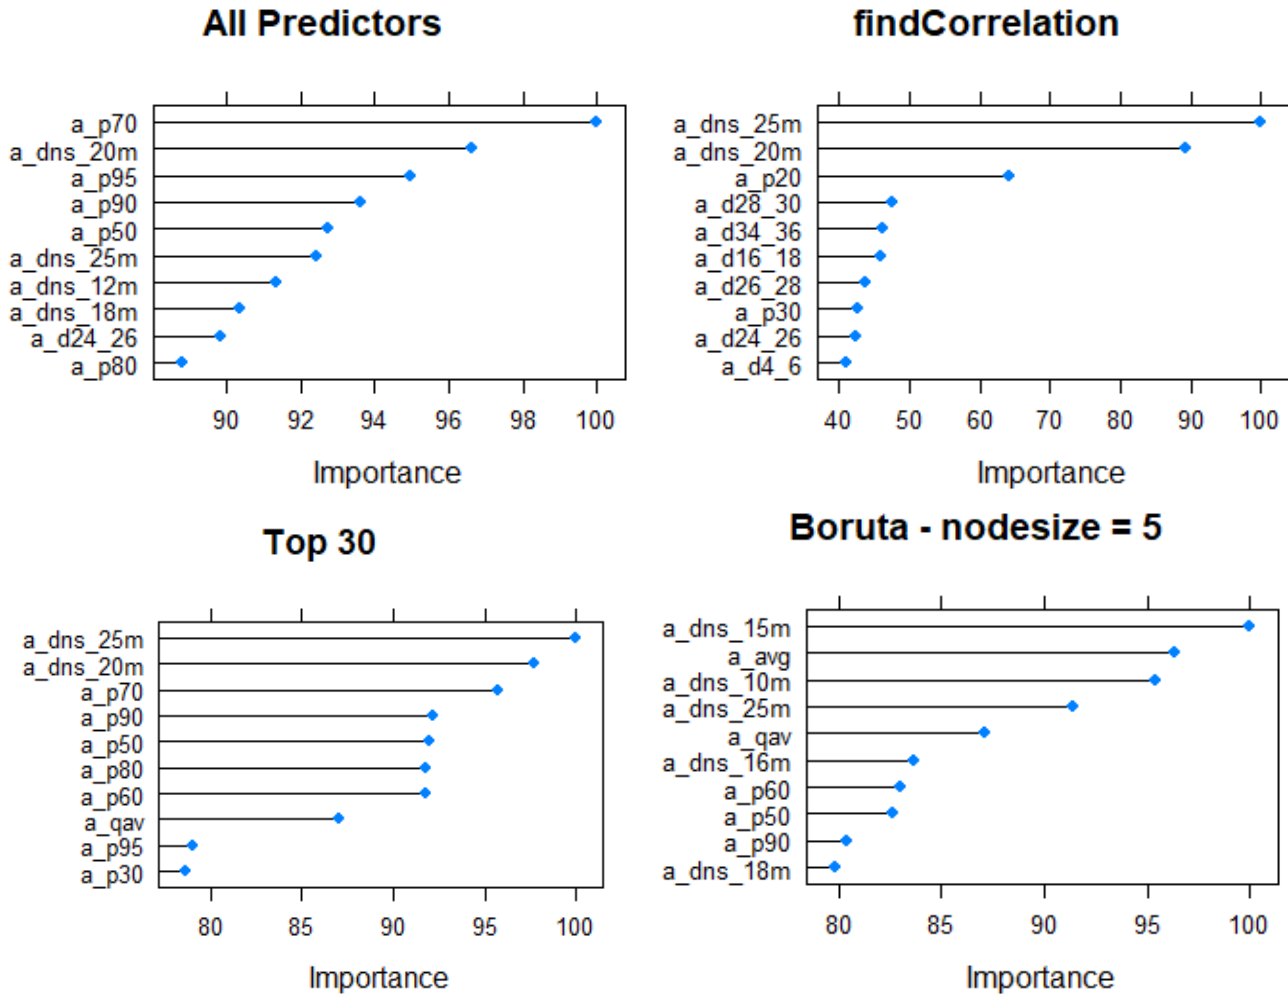 All Predictors
a_p70
a_dns_20m
a_p95
a_p90
a_p50
a_dns_25m
a_dns_12m
a_dns_18m
a_d24_26
a_p80
90 92 94 96 98 100
Importance
findCorrelation
a_dns_25m
a_dns_20m
a_p20
a_d28_30
a_d34_36
a_d16_18
a_d26_28
a_p30
a_d24_26
a_d4_6
40 50 60 70 80 90 100
Importance
Top 30
a_dns_25m
a_dns_20m
a_p70
a_p90
a_p50
a_p80
a_p60
a_qav
a_p95
a_p30
80 85 90 95 100
Importance
Boruta - nodesize = 5
a_dns_15m
a_avg
a_dns_10m
a_dns_25m
a_qav
a_dns_16m
a_p60
a_p50
a_p90
a_dns_18m
80 85 90 95 100
Importance